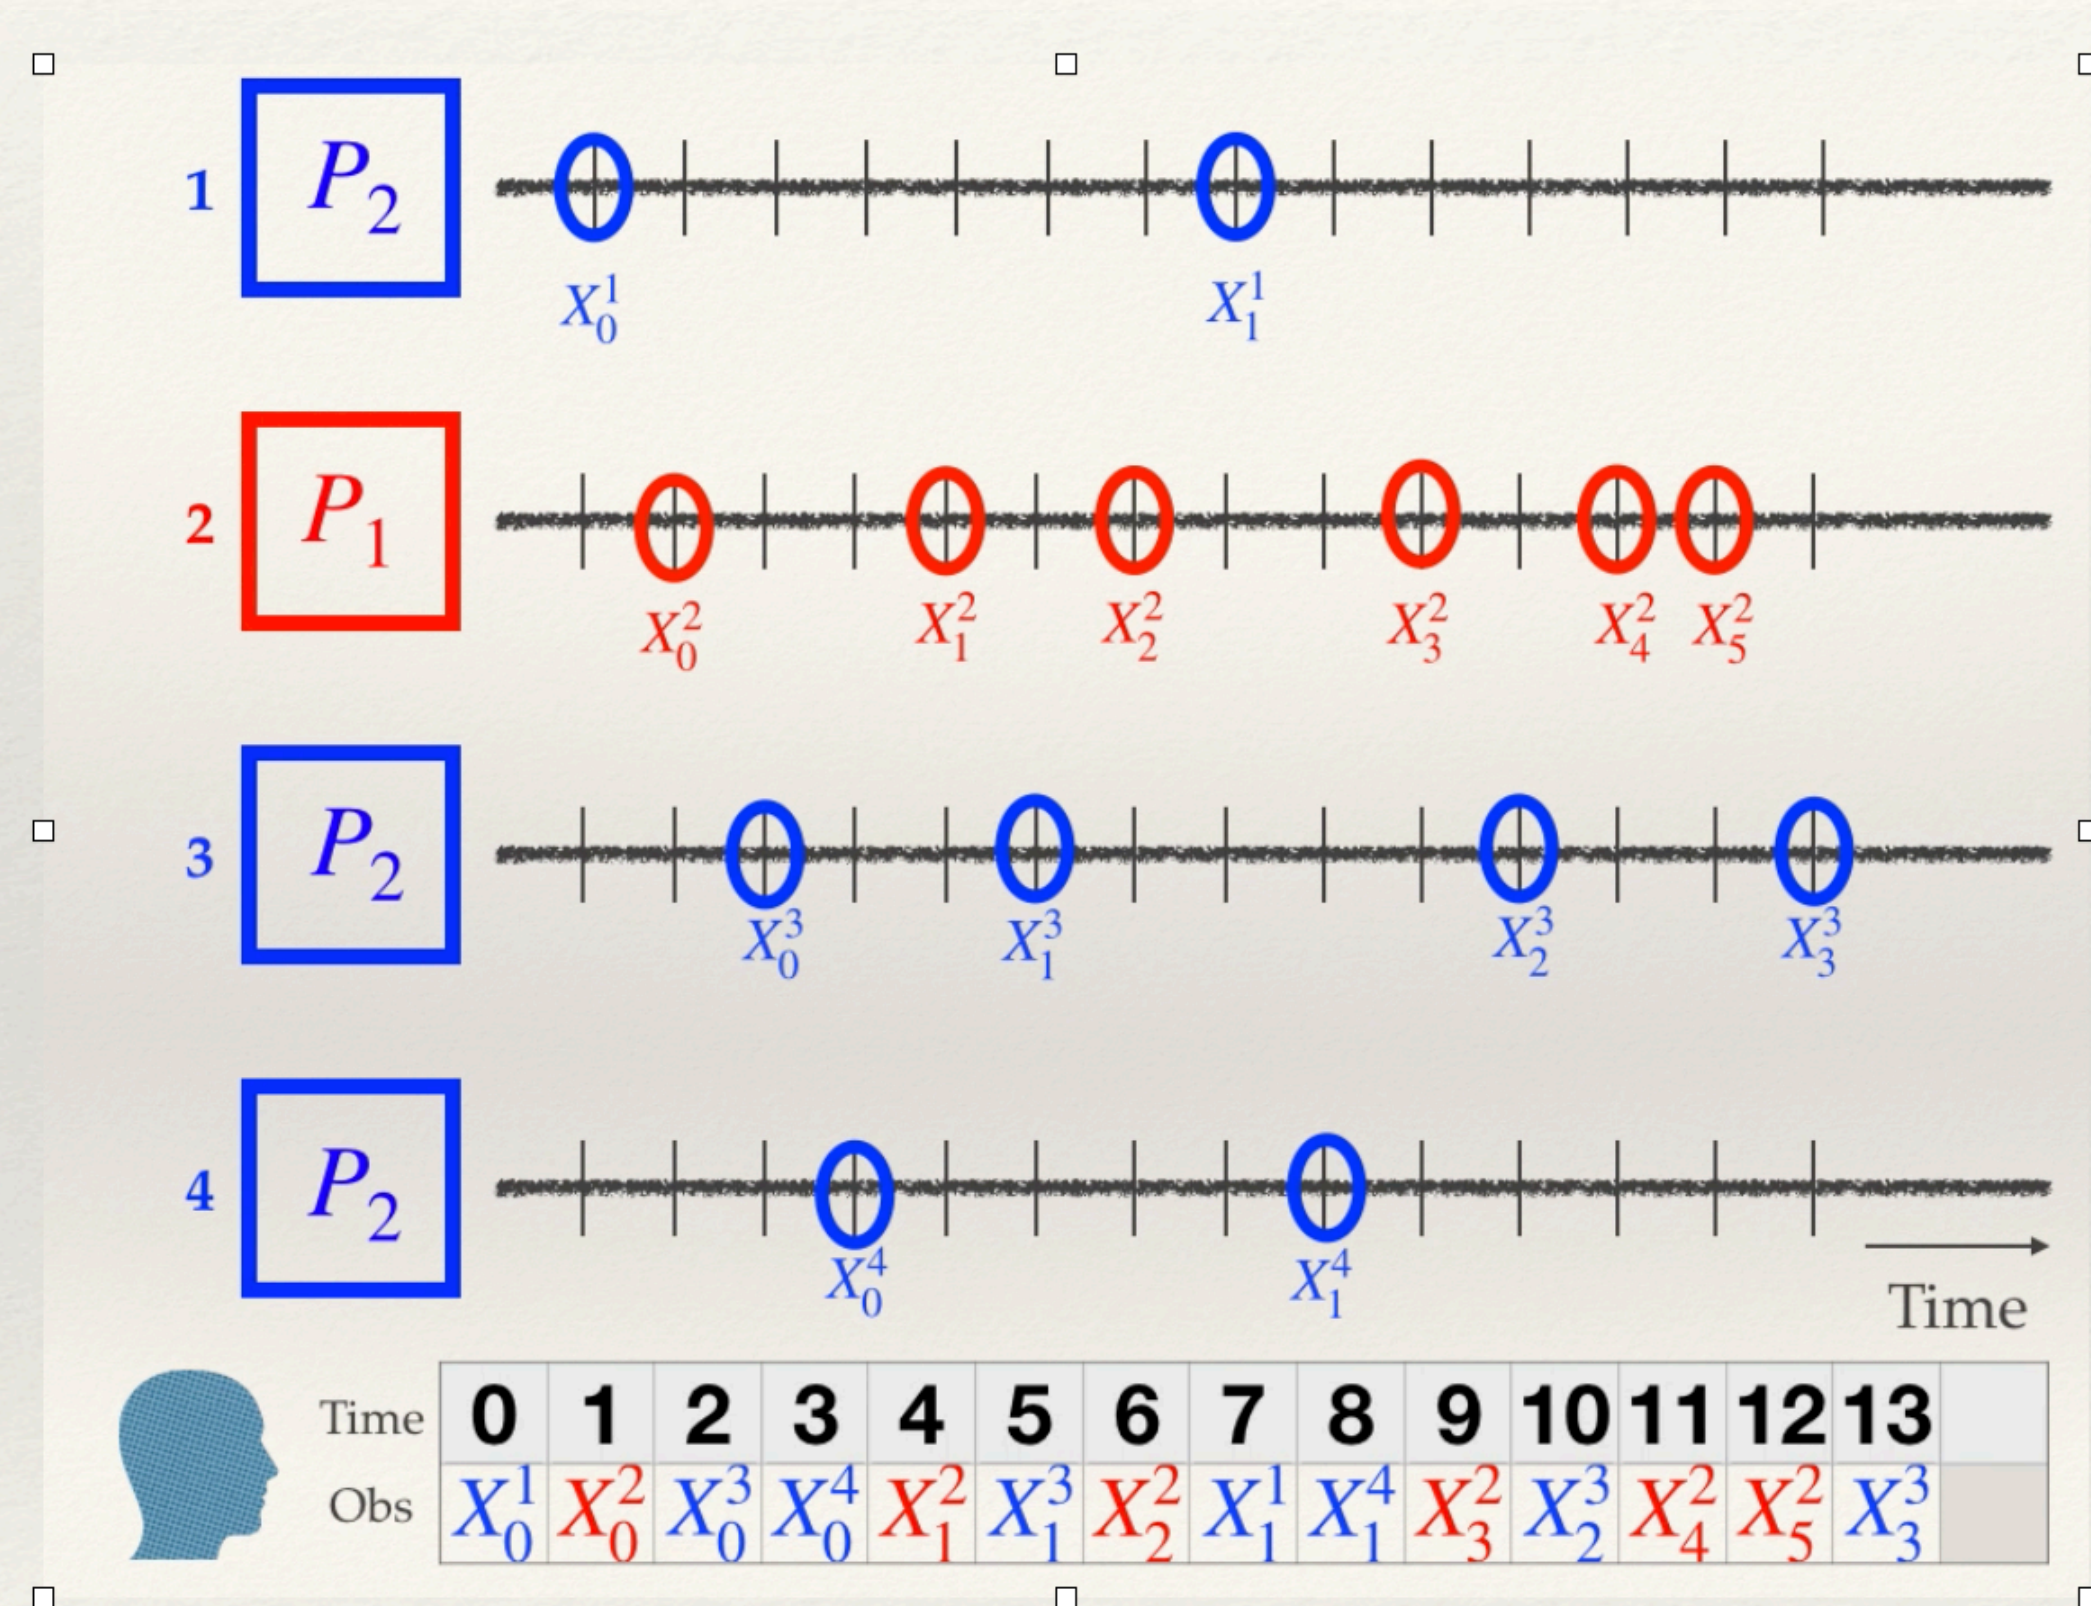 1 P₂
X₀¹ X₁¹
2 P₁
X₀² X₁² X₂² X₃² X₄² X₅²
3 P₂
X₀³ X₁³ X₂³ X₃³
4 P₂
X₀⁴ X₁⁴
Time
Time 0 1 2 3 4 5 6 7 8 9 10 11 12 13
Obs X₀¹ X₀² X₀³ X₀⁴ X₁² X₁³ X₂² X₁¹ X₁⁴ X₃² X₂³ X₄² X₅² X₃³